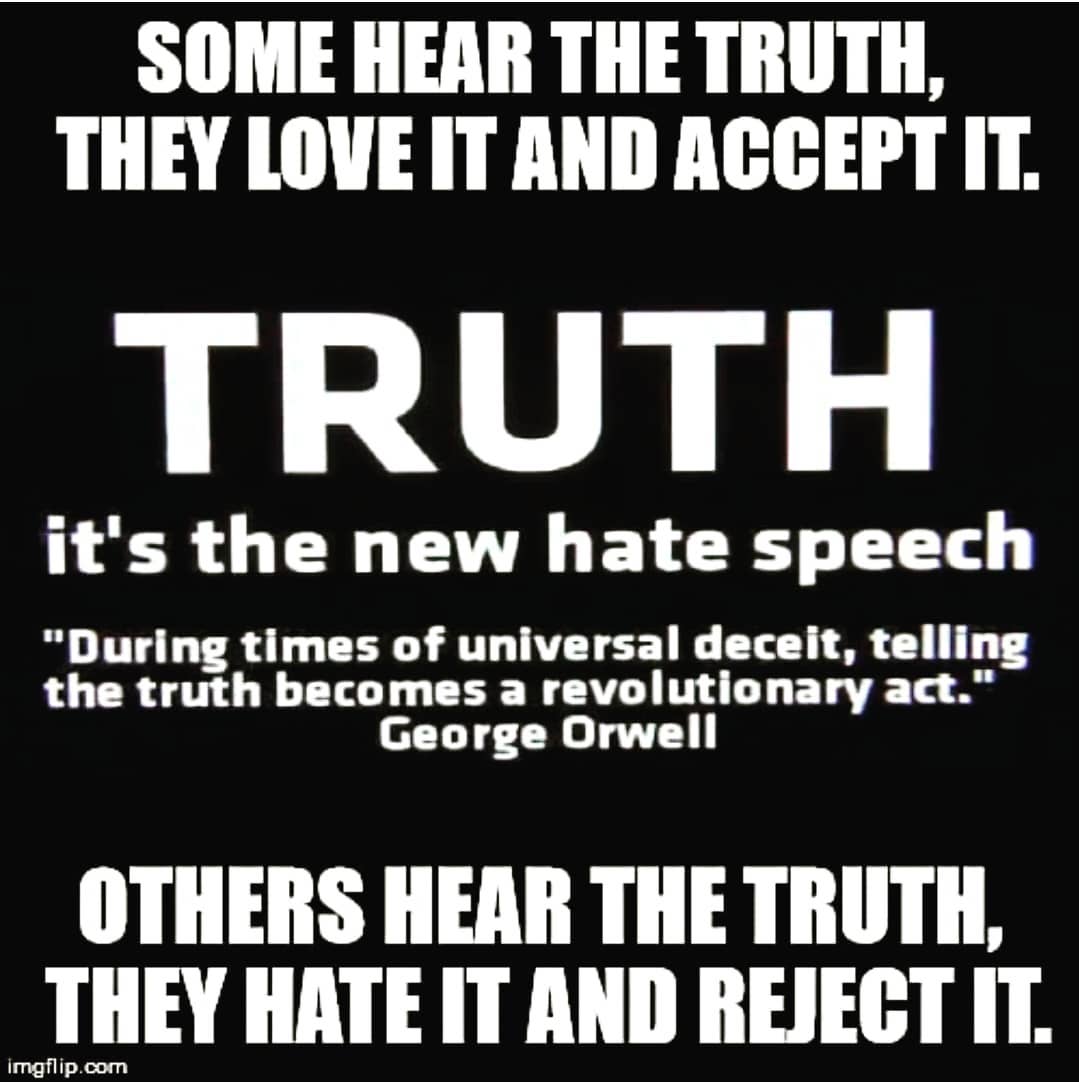 SOME HEAR THE TRUTH,
THEY LOVE IT AND ACCEPT IT.
TRUTH
it's the new hate speech
"During times of universal deceit, telling
the truth becomes a revolutionary act."
George Orwell
OTHERS HEAR THE TRUTH,
THEY HATE IT AND REJECT IT.
imgflip.com